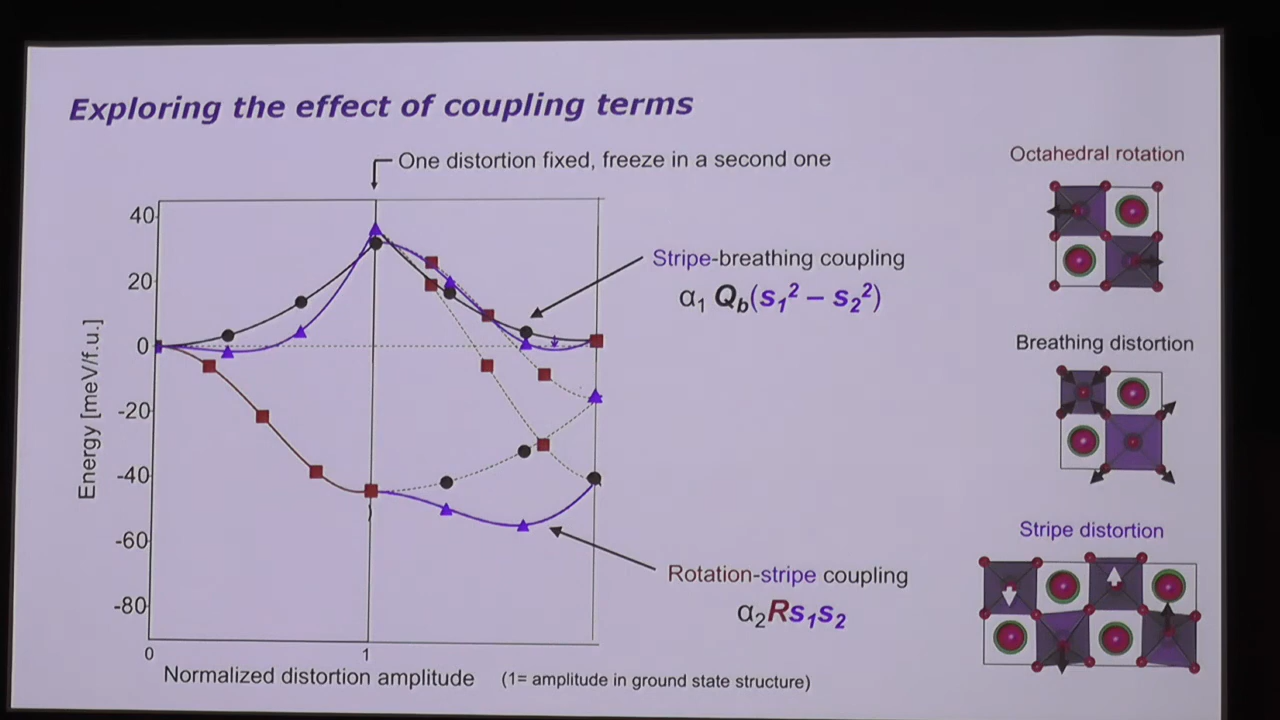 Exploring the effect of coupling terms
One distortion fixed, freeze in a second one
40
20
0
-20
-40
-60
-80
Energy [meV/f.u.]
0
1
Normalized distortion amplitude
(1= amplitude in ground state structure)
Stripe-breathing coupling
α₁ Q_b(s₁² – s₂²)
Rotation-stripe coupling
α₂Rs₁s₂
Octahedral rotation
Breathing distortion
Stripe distortion